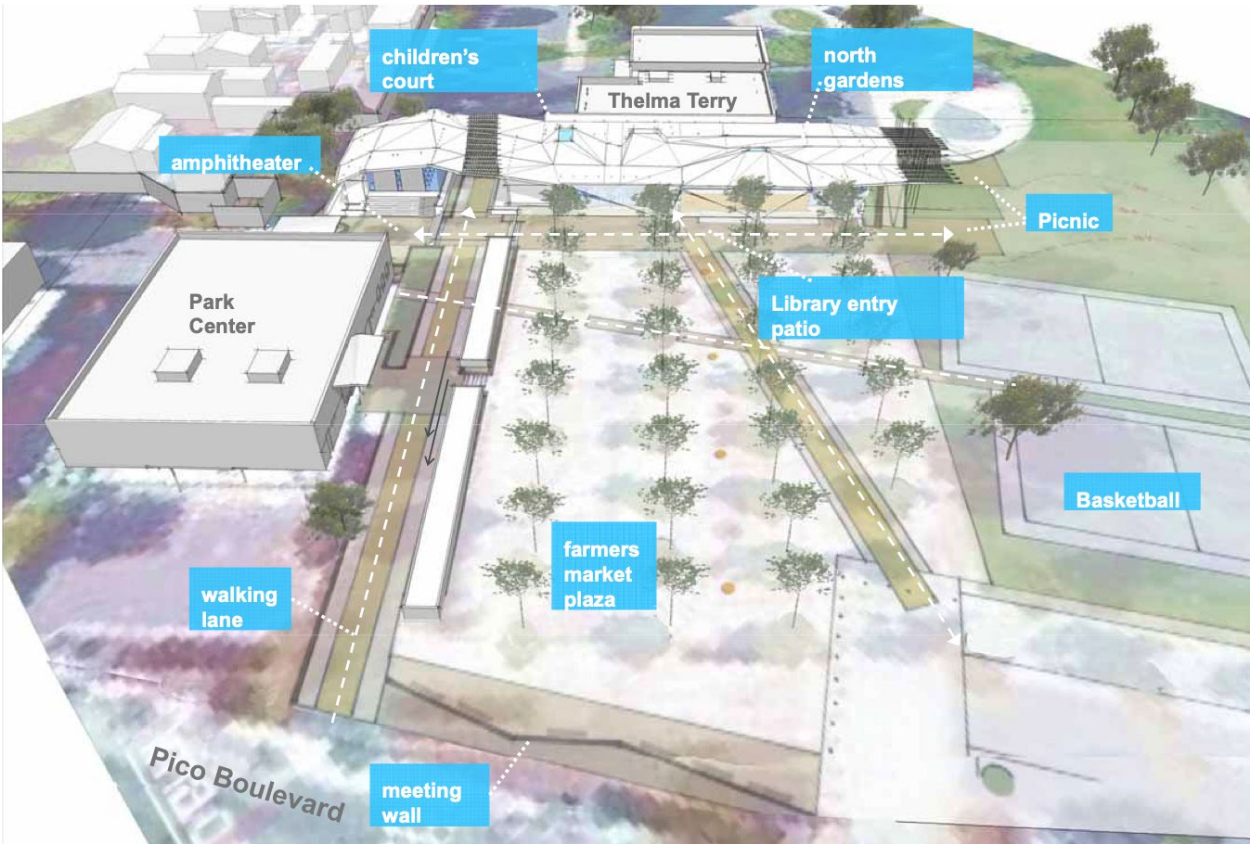 children's
court
north
gardens
Thelma Terry
amphitheater
Picnic
Park
Center
Library entry
patio
Basketball
farmers
market
plaza
walking
lane
Pico Boulevard
meeting
wall